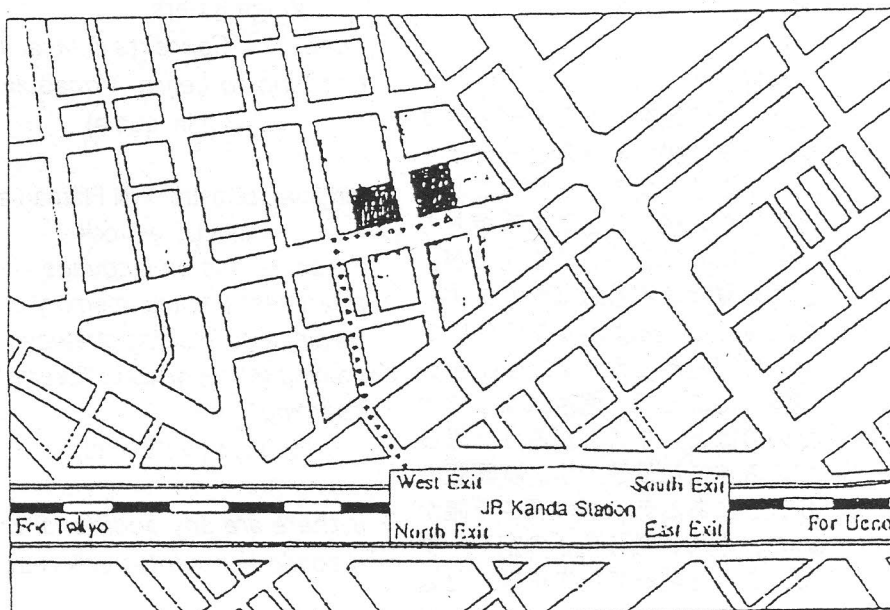 West Exit
South Exit
JR Kanda Station
For Tokyo
North Exit
East Exit
For Ueno